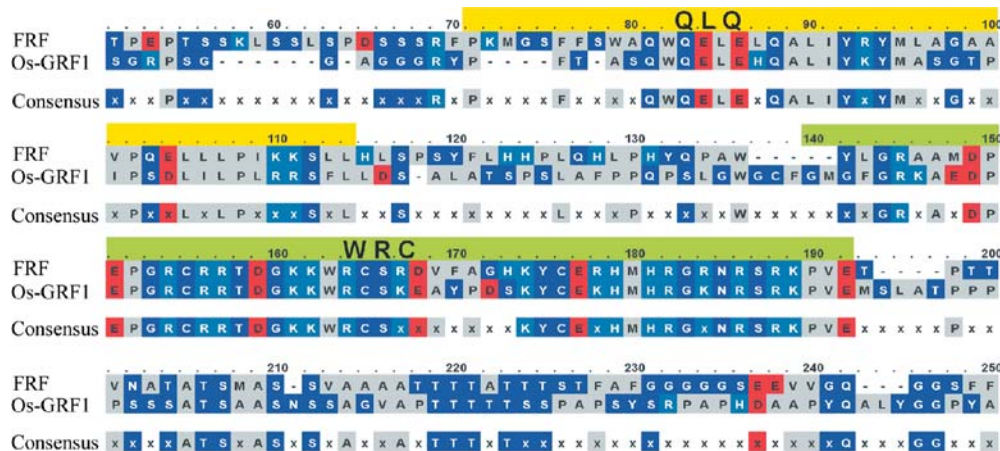 60 70 80 QLQ 90 100
FRF T P E P T S S K L S S L S P D S S S R F P K M G S F F S W A Q W Q E L E L Q A L I Y R Y M L A G A A
Os-GRF1 S G R P S G - - - - - - G - A G G G R Y P - - - - F T - A S Q W Q E L E H Q A L I Y K Y M A S G T P
Consensus x x x P x x x x x x x x x x x x x x R x P x x x x F x x x x Q W Q E L E x Q A L I Y x Y M x x G x x
110 120 130 140 150
FRF V P Q E L L L P I K K S L L H L S P S Y F L H H P L Q H L P H Y Q P A W - - - - - Y L G R A A M D P
Os-GRF1 I P S D L I L P L R R S F L L D S - A L A T S P S L A F P P Q P S L G W G C F G M G F G R K A E D P
Consensus x P x x L x L P x x x S x L x x S x x x x x x x x L x x x P x x x x x W x x x x x x x G R x A x D P
160 WRC 170 180 190 200
FRF E P G R C R R T D G K K W R C S R D V F A G H K Y C E R H M H R G R N R S R K P V E T - - - - P T T
Os-GRF1 E P G R C R R T D G K K W R C S K E A Y P D S K Y C E K H M H R G K N R S R K P V E M S L A T P P P
Consensus E P G R C R R T D G K K W R C S x x x x x x x K Y C E x H M H R G x N R S R K P V E x x x x x P x x
210 220 230 240 250
FRF V N A T A T S M A S - S V A A A A T T T T A T T T S T F A F G G G G G S E E V V G Q - - - G G S F F
Os-GRF1 P S S S A T S A A S N S S A G V A P T T T T T S S P A P S Y S R P A P H D A A P Y Q A L Y G G P Y A
Consensus x x x x A T S x A S x S x A x x A x T T T x T x x x x x x x x x x x x x x x x x x Q x x x G G x x x